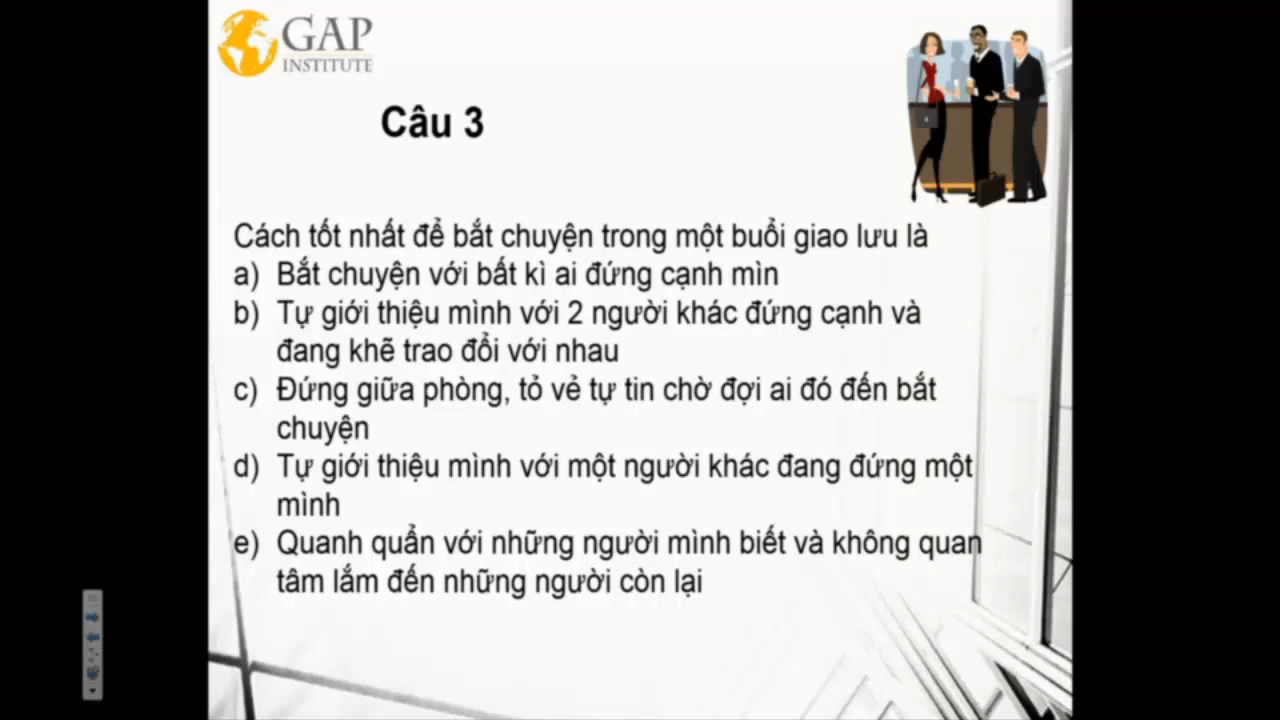 GAP
INSTITUTE
Câu 3
Cách tốt nhất để bắt chuyện trong một buổi giao lưu là
a) Bắt chuyện với bất kì ai đứng cạnh mìn
b) Tự giới thiệu mình với 2 người khác đứng cạnh và
đang khẽ trao đổi với nhau
c) Đứng giữa phòng, tỏ vẻ tự tin chờ đợi ai đó đến bắt
chuyện
d) Tự giới thiệu mình với một người khác đang đứng một
mình
e) Quanh quẩn với những người mình biết và không quan
tâm lắm đến những người còn lại